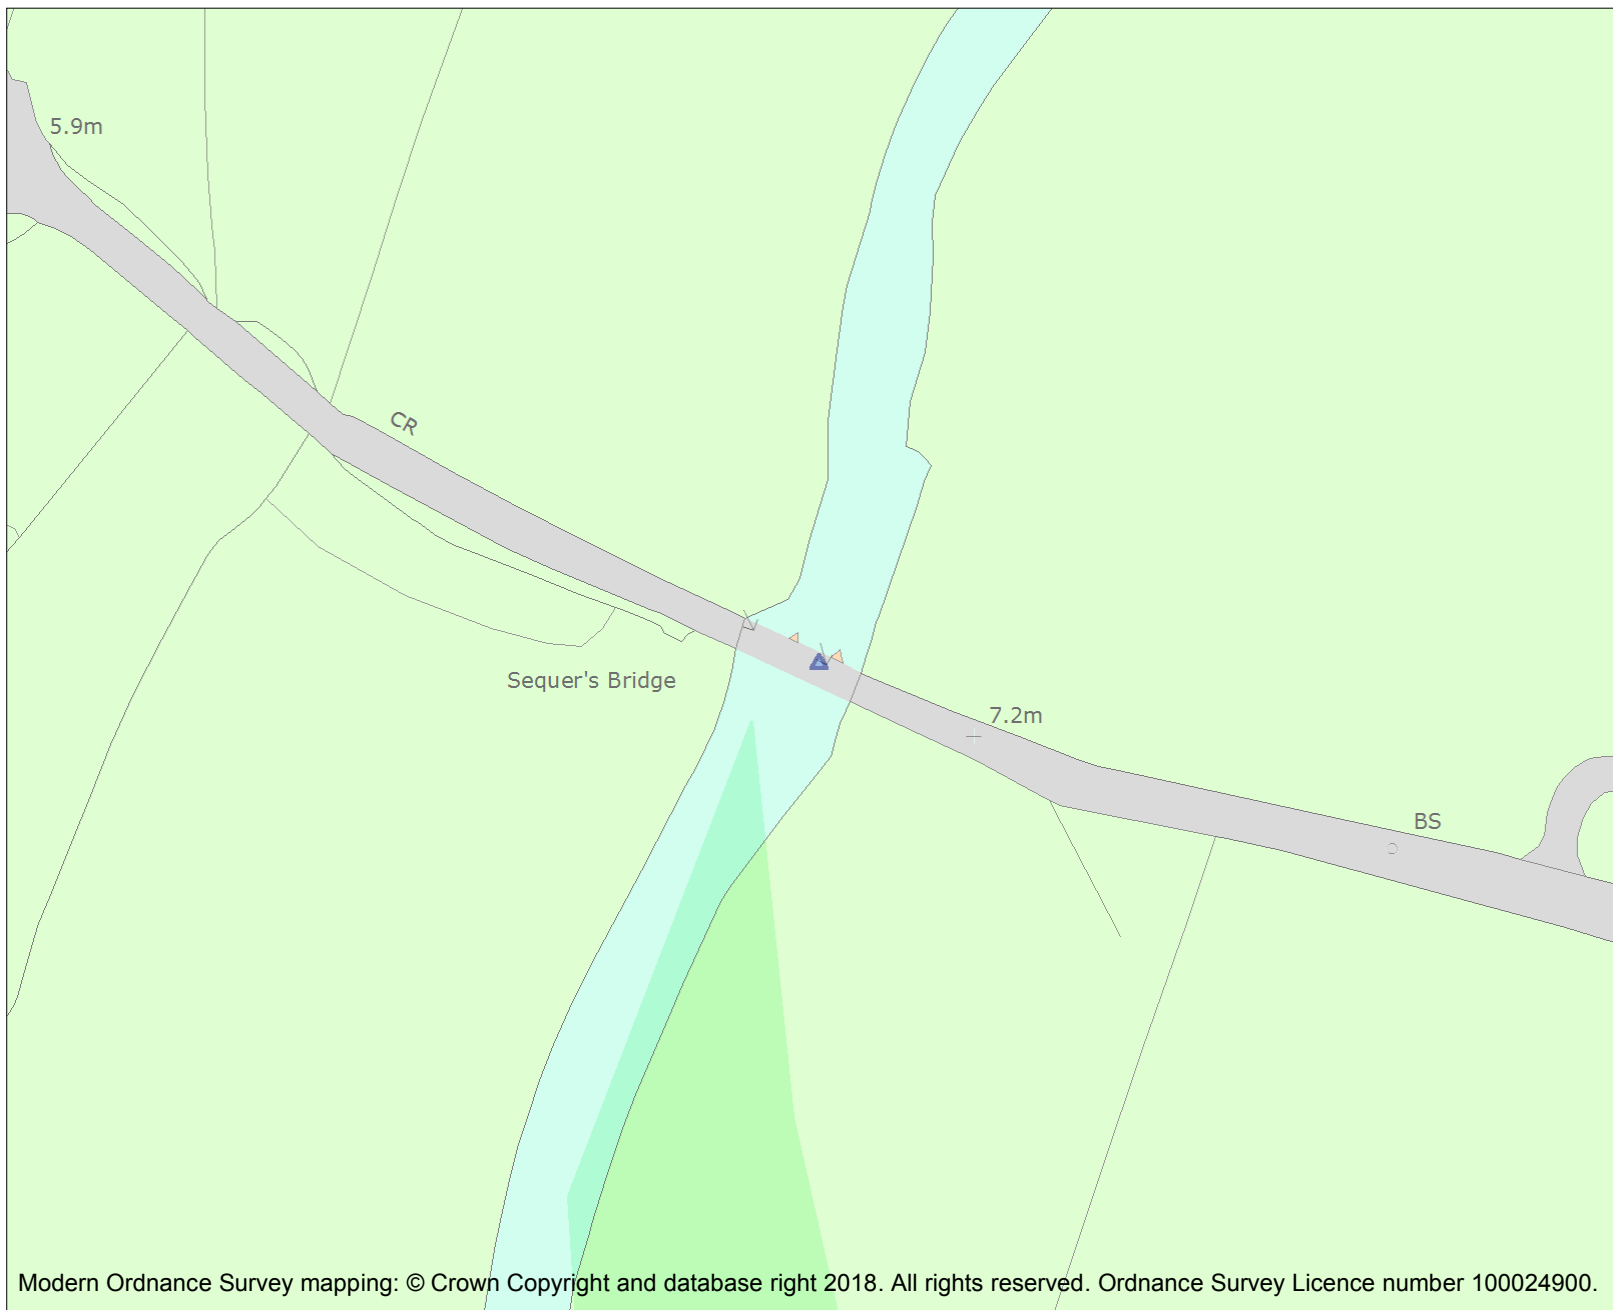 5.9m
CR
Sequer's Bridge
7.2m
BS
Modern Ordnance Survey mapping: © Crown Copyright and database right 2018. All rights reserved. Ordnance Survey Licence number 100024900.